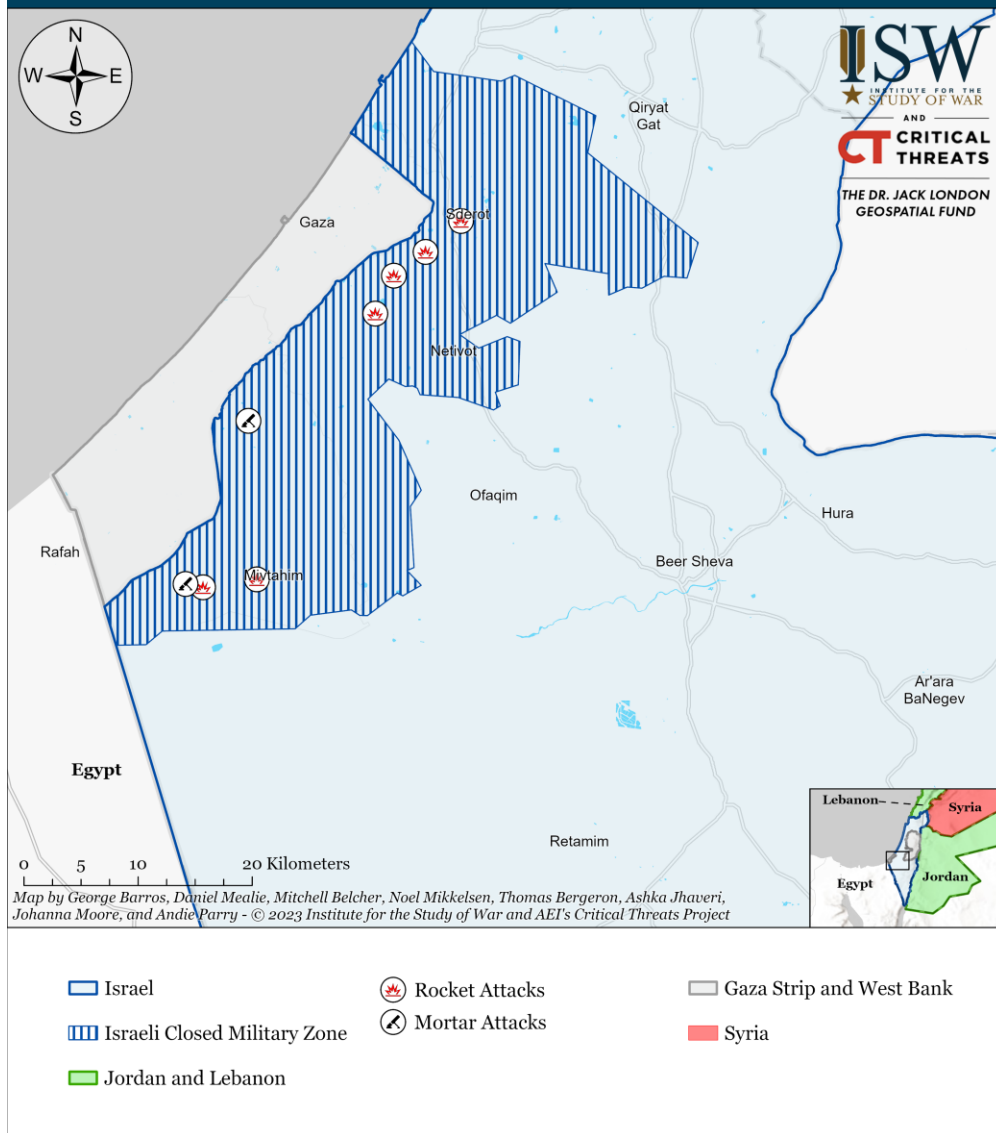 N
W
E
S
ISW
INSTITUTE FOR THE
STUDY OF WAR
AND
CT CRITICAL
THREATS
THE DR. JACK LONDON
GEOSPATIAL FUND
Qiryat
Gat
Gaza
Sderot
Netivot
Ofaqim
Hura
Rafah
Mivtahim
Beer Sheva
Ar'ara
BaNegev
Egypt
Retamim
Lebanon
Syria
Egypt
Jordan
0 5 10 20 Kilometers
Map by George Barros, Daniel Mealie, Mitchell Belcher, Noel Mikkelsen, Thomas Bergeron, Ashka Jhaveri,
Johanna Moore, and Andie Parry - © 2023 Institute for the Study of War and AEI's Critical Threats Project
Israel
Israeli Closed Military Zone
Jordan and Lebanon
Rocket Attacks
Mortar Attacks
Gaza Strip and West Bank
Syria